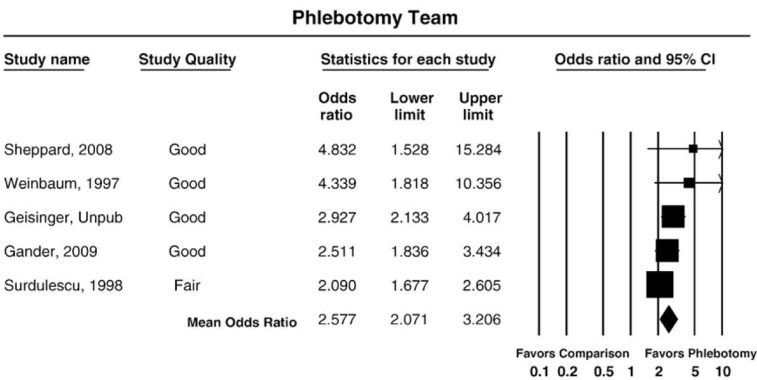 Phlebotomy Team
Study name Study Quality Statistics for each study Odds ratio and 95% CI
Odds ratio Lower limit Upper limit
Sheppard, 2008 Good 4.832 1.528 15.284
Weinbaum, 1997 Good 4.339 1.818 10.356
Geisinger, Unpub Good 2.927 2.133 4.017
Gander, 2009 Good 2.511 1.836 3.434
Surdulescu, 1998 Fair 2.090 1.677 2.605
Mean Odds Ratio 2.577 2.071 3.206
Favors Comparison Favors Phlebotomy
0.1 0.2 0.5 1 2 5 10